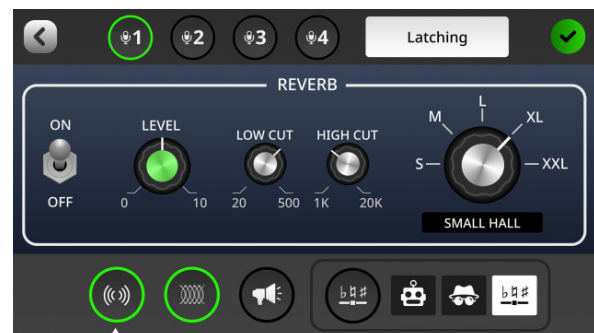 1 2 3 4 Latching
REVERB
ON LEVEL LOW CUT HIGH CUT M L XL
S XXL
OFF 0 10 20 500 1K 20K
SMALL HALL
♭♮♯ ♭♮♯